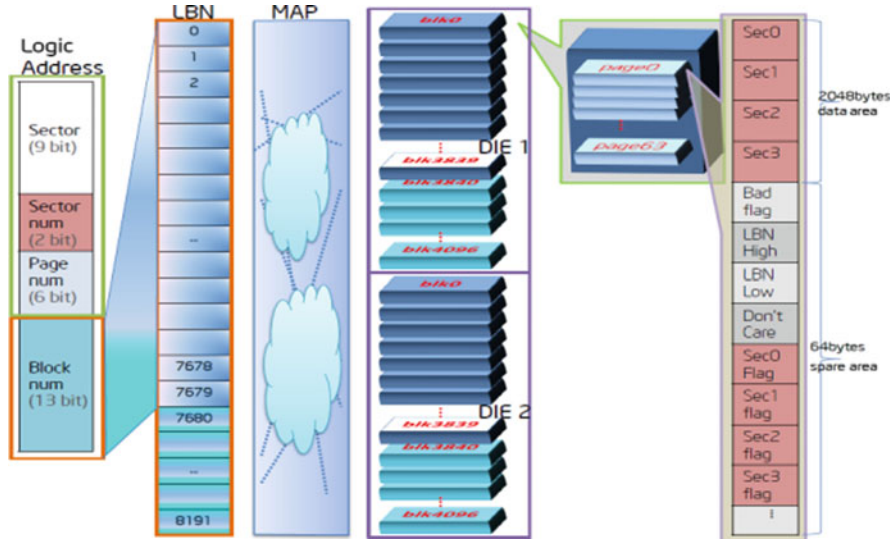 Logic
Address
Sector
(9 bit)
Sector
num
(2 bit)
Page
num
(6 bit)
Block
num
(13 bit)
LBN
0
1
2
...
7678
7679
7680
...
8191
MAP
blk0
blk3839
DIE 1
blk3840
blk4096
blk0
DIE 2
blk3839
blk3840
blk4096
page0
page63
Sec0
Sec1
Sec2
Sec3
2048bytes
data area
Bad
flag
LBN
High
LBN
Low
Don't
Care
Sec0
Flag
Sec1
flag
Sec2
flag
Sec3
flag
64bytes
spare area